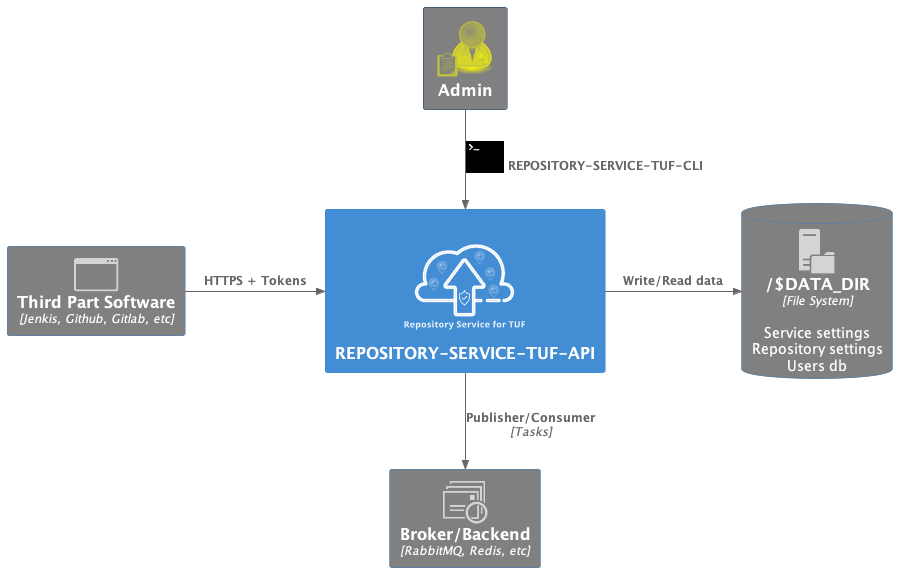 Admin
>_
REPOSITORY-SERVICE-TUF-CLI
Third Part Software
[Jenkis, Github, Gitlab, etc]
HTTPS + Tokens
Repository Service for TUF
REPOSITORY-SERVICE-TUF-API
Write/Read data
/$DATA_DIR
[File System]
Service settings
Repository settings
Users db
Publisher/Consumer
[Tasks]
Broker/Backend
[RabbitMQ, Redis, etc]